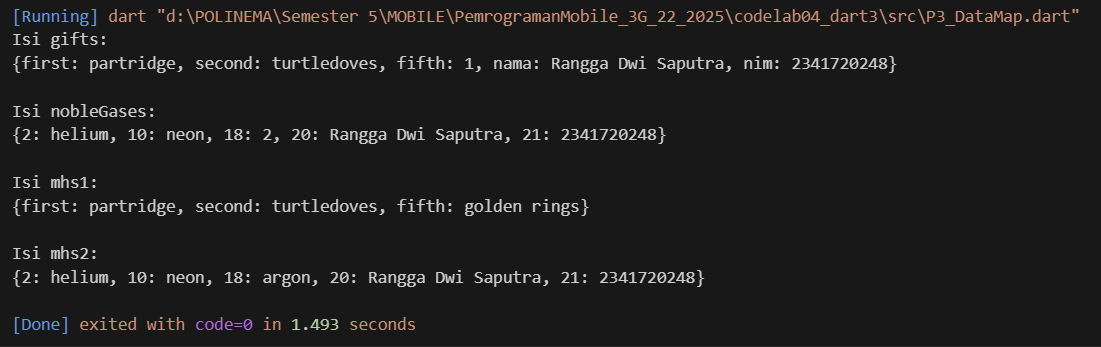 [Running] dart "d:\POLINEMA\Semester 5\MOBILE\PemrogramanMobile_3G_22_2025\codelab04_dart3\src\P3_DataMap.dart"
Isi gifts:
{first: partridge, second: turtledoves, fifth: 1, nama: Rangga Dwi Saputra, nim: 2341720248}
Isi nobleGases:
{2: helium, 10: neon, 18: 2, 20: Rangga Dwi Saputra, 21: 2341720248}
Isi mhs1:
{first: partridge, second: turtledoves, fifth: golden rings}
Isi mhs2:
{2: helium, 10: neon, 18: argon, 20: Rangga Dwi Saputra, 21: 2341720248}
[Done] exited with code=0 in 1.493 seconds